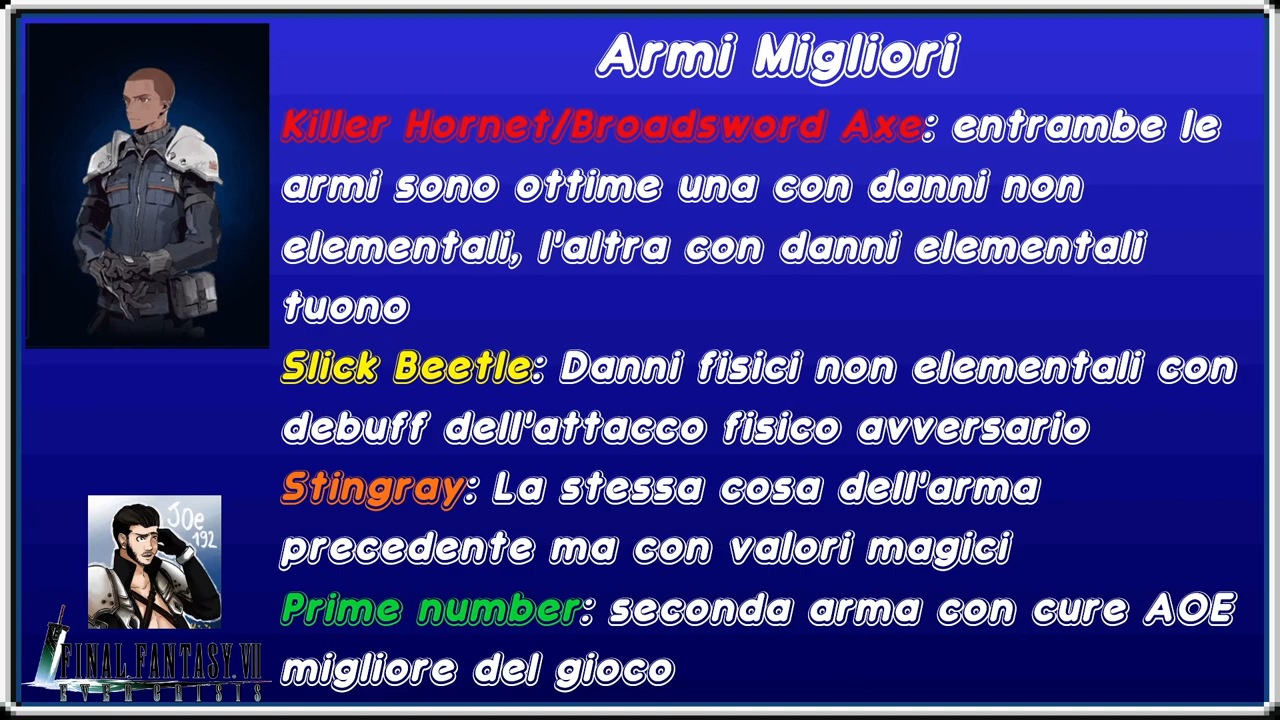 Armi Migliori
Killer Hornet/Broadsword Axe: entrambe le
armi sono ottime una con danni non
elementali, l'altra con danni elementali
tuono
Slick Beetle: Danni fisici non elementali con
debuff dell'attacco fisico avversario
Stingray: La stessa cosa dell'arma
precedente ma con valori magici
Prime number: seconda arma con cure AOE
migliore del gioco
JOe
192
FINAL FANTASY VII
EVER CRISIS